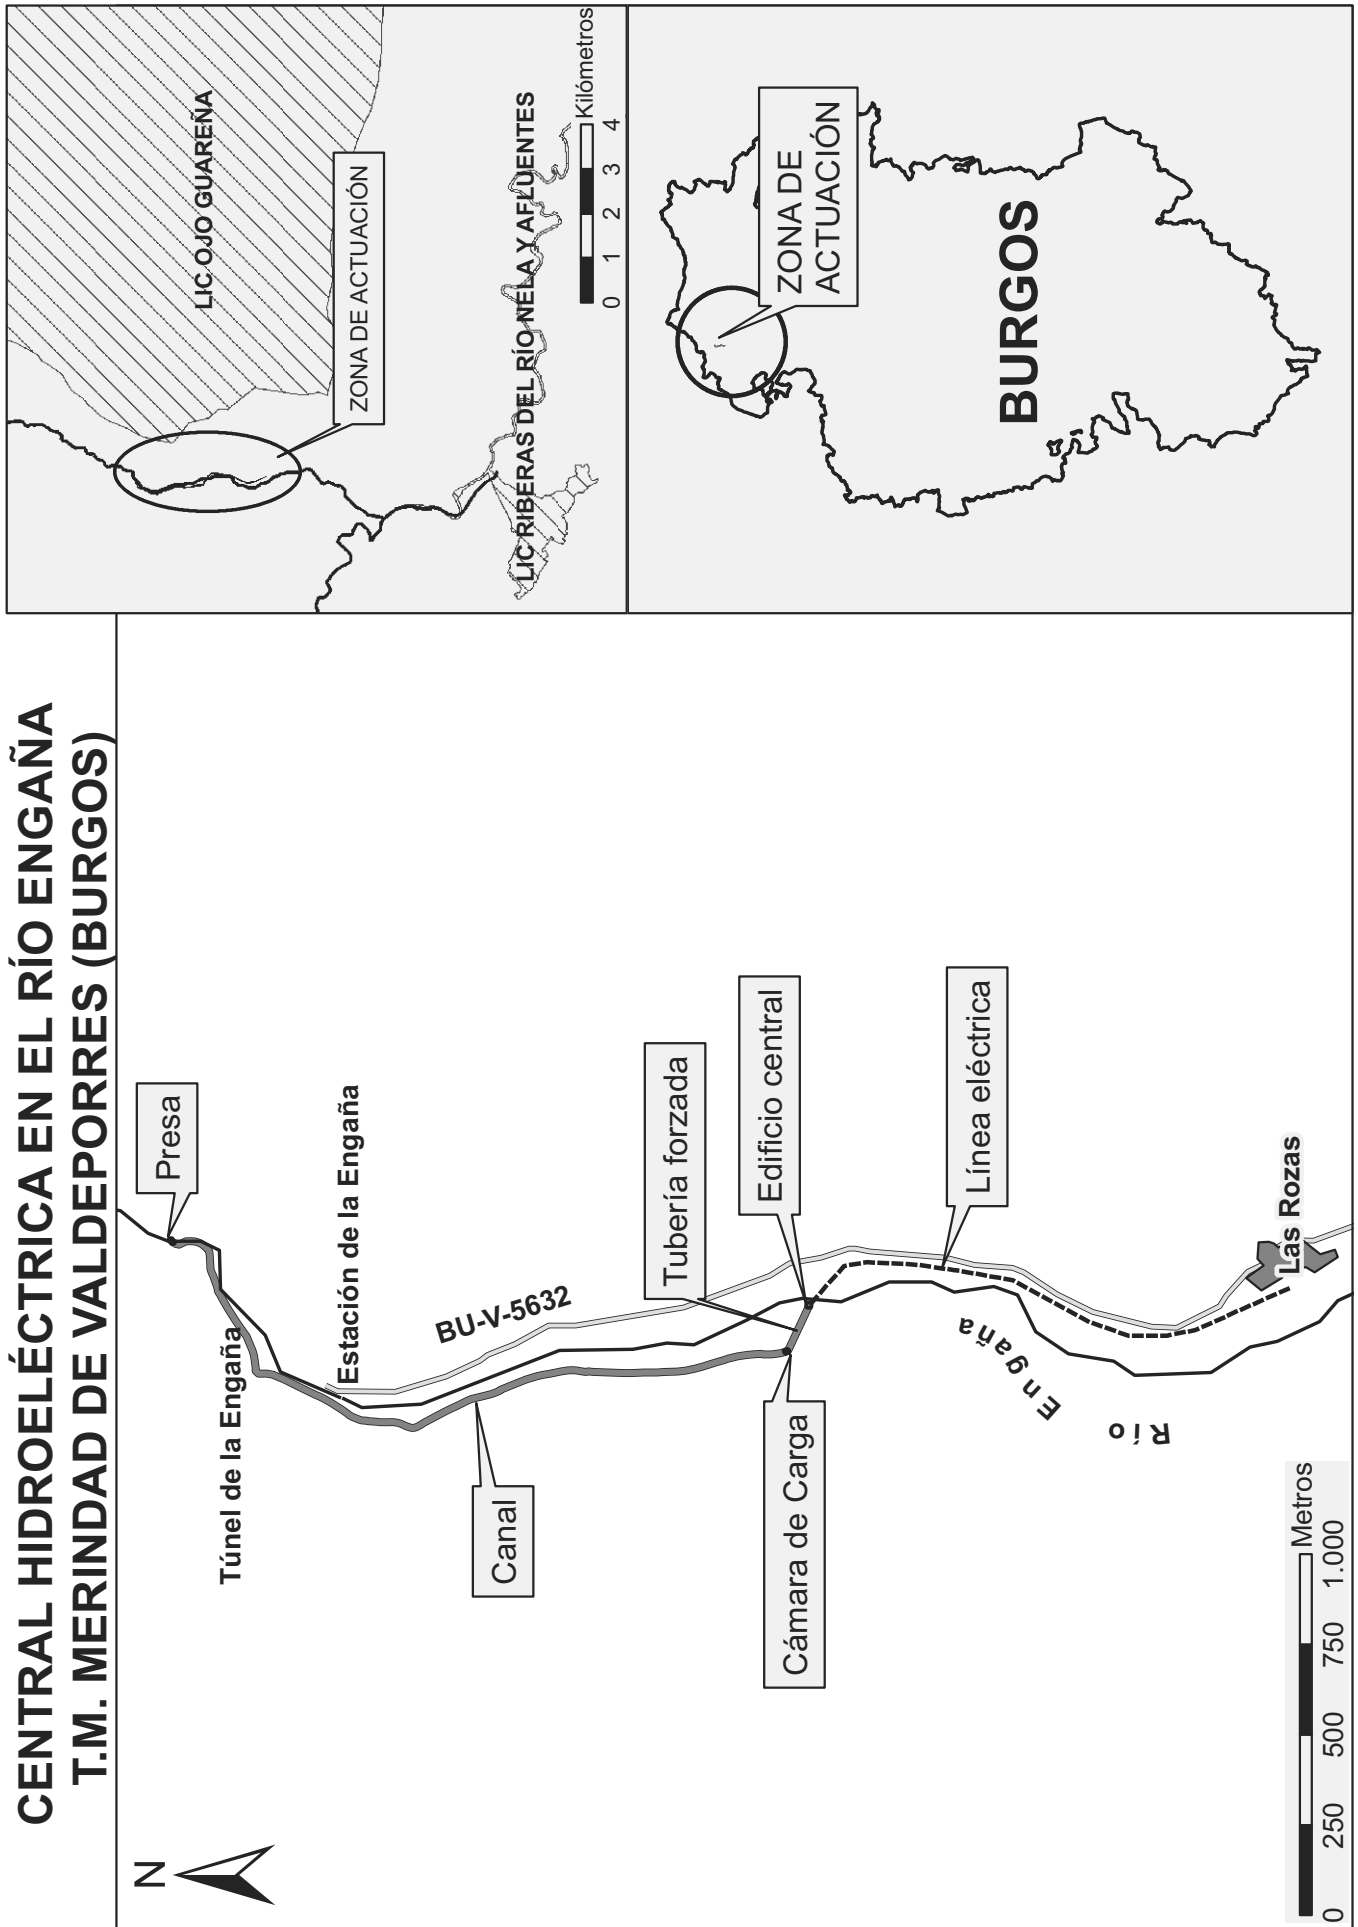 CENTRAL HIDROELÉCTRICA EN EL RÍO ENGAÑA
T.M. MERINDAD DE VALDEPORRES (BURGOS)
N
Presa
Túnel de la Engaña
Estación de la Engaña
BU-V-5632
Canal
Tubería forzada
Edificio central
Cámara de Carga
Línea eléctrica
Río Engaña
Las Rozas
0 250 500 750 1.000
Metros
LIC OJO GUAREÑA
ZONA DE ACTUACIÓN
LIC RIBERAS DEL RÍO NELA Y AFLUENTES
Kilómetros
0 1 2 3 4
ZONA DE
ACTUACIÓN
BURGOS